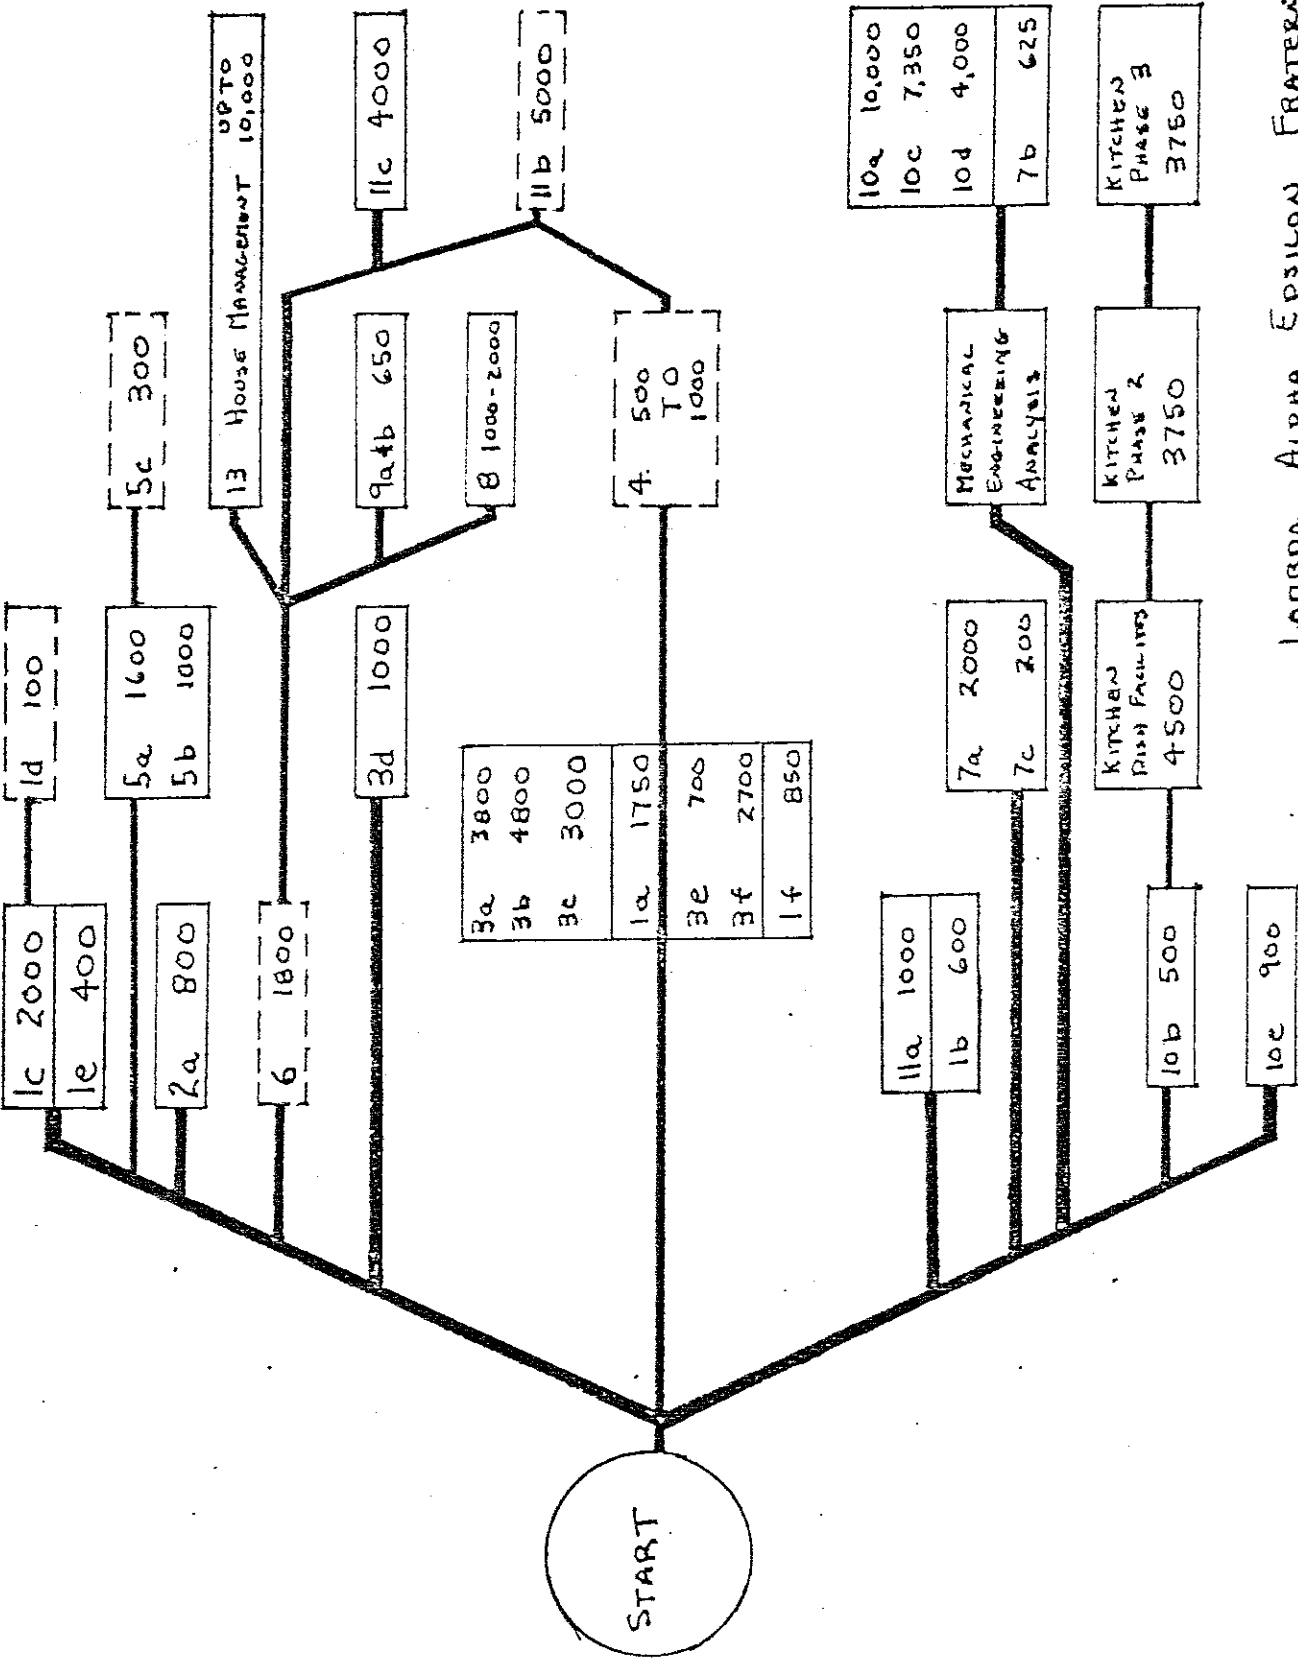 START
1c 2000
1e 400
1d 100
5a 1600
5b 1000
5c 300
2a 800
6 1800
13 HOUSE MANAGEMENT UP TO 10,000
9a+b 650
8 1000-2000
11c 4000
11b 5000
3d 1000
3a 3800
3b 4800
3c 3000
1a 1750
3e 700
3f 2700
1f 850
4. 500
TO
1000
11a 1000
1b 600
7a 2000
7c 200
MECHANICAL
ENGINEERING
ANALYSIS
10a 10,000
10c 7,350
10d 4,000
7b 625
10b 500
KITCHEN
DISH FACILITIES
4500
KITCHEN
PHASE 2
3750
KITCHEN
PHASE 3
3750
10e 900
LAMBDA ALPHA EPSILON FRATERN